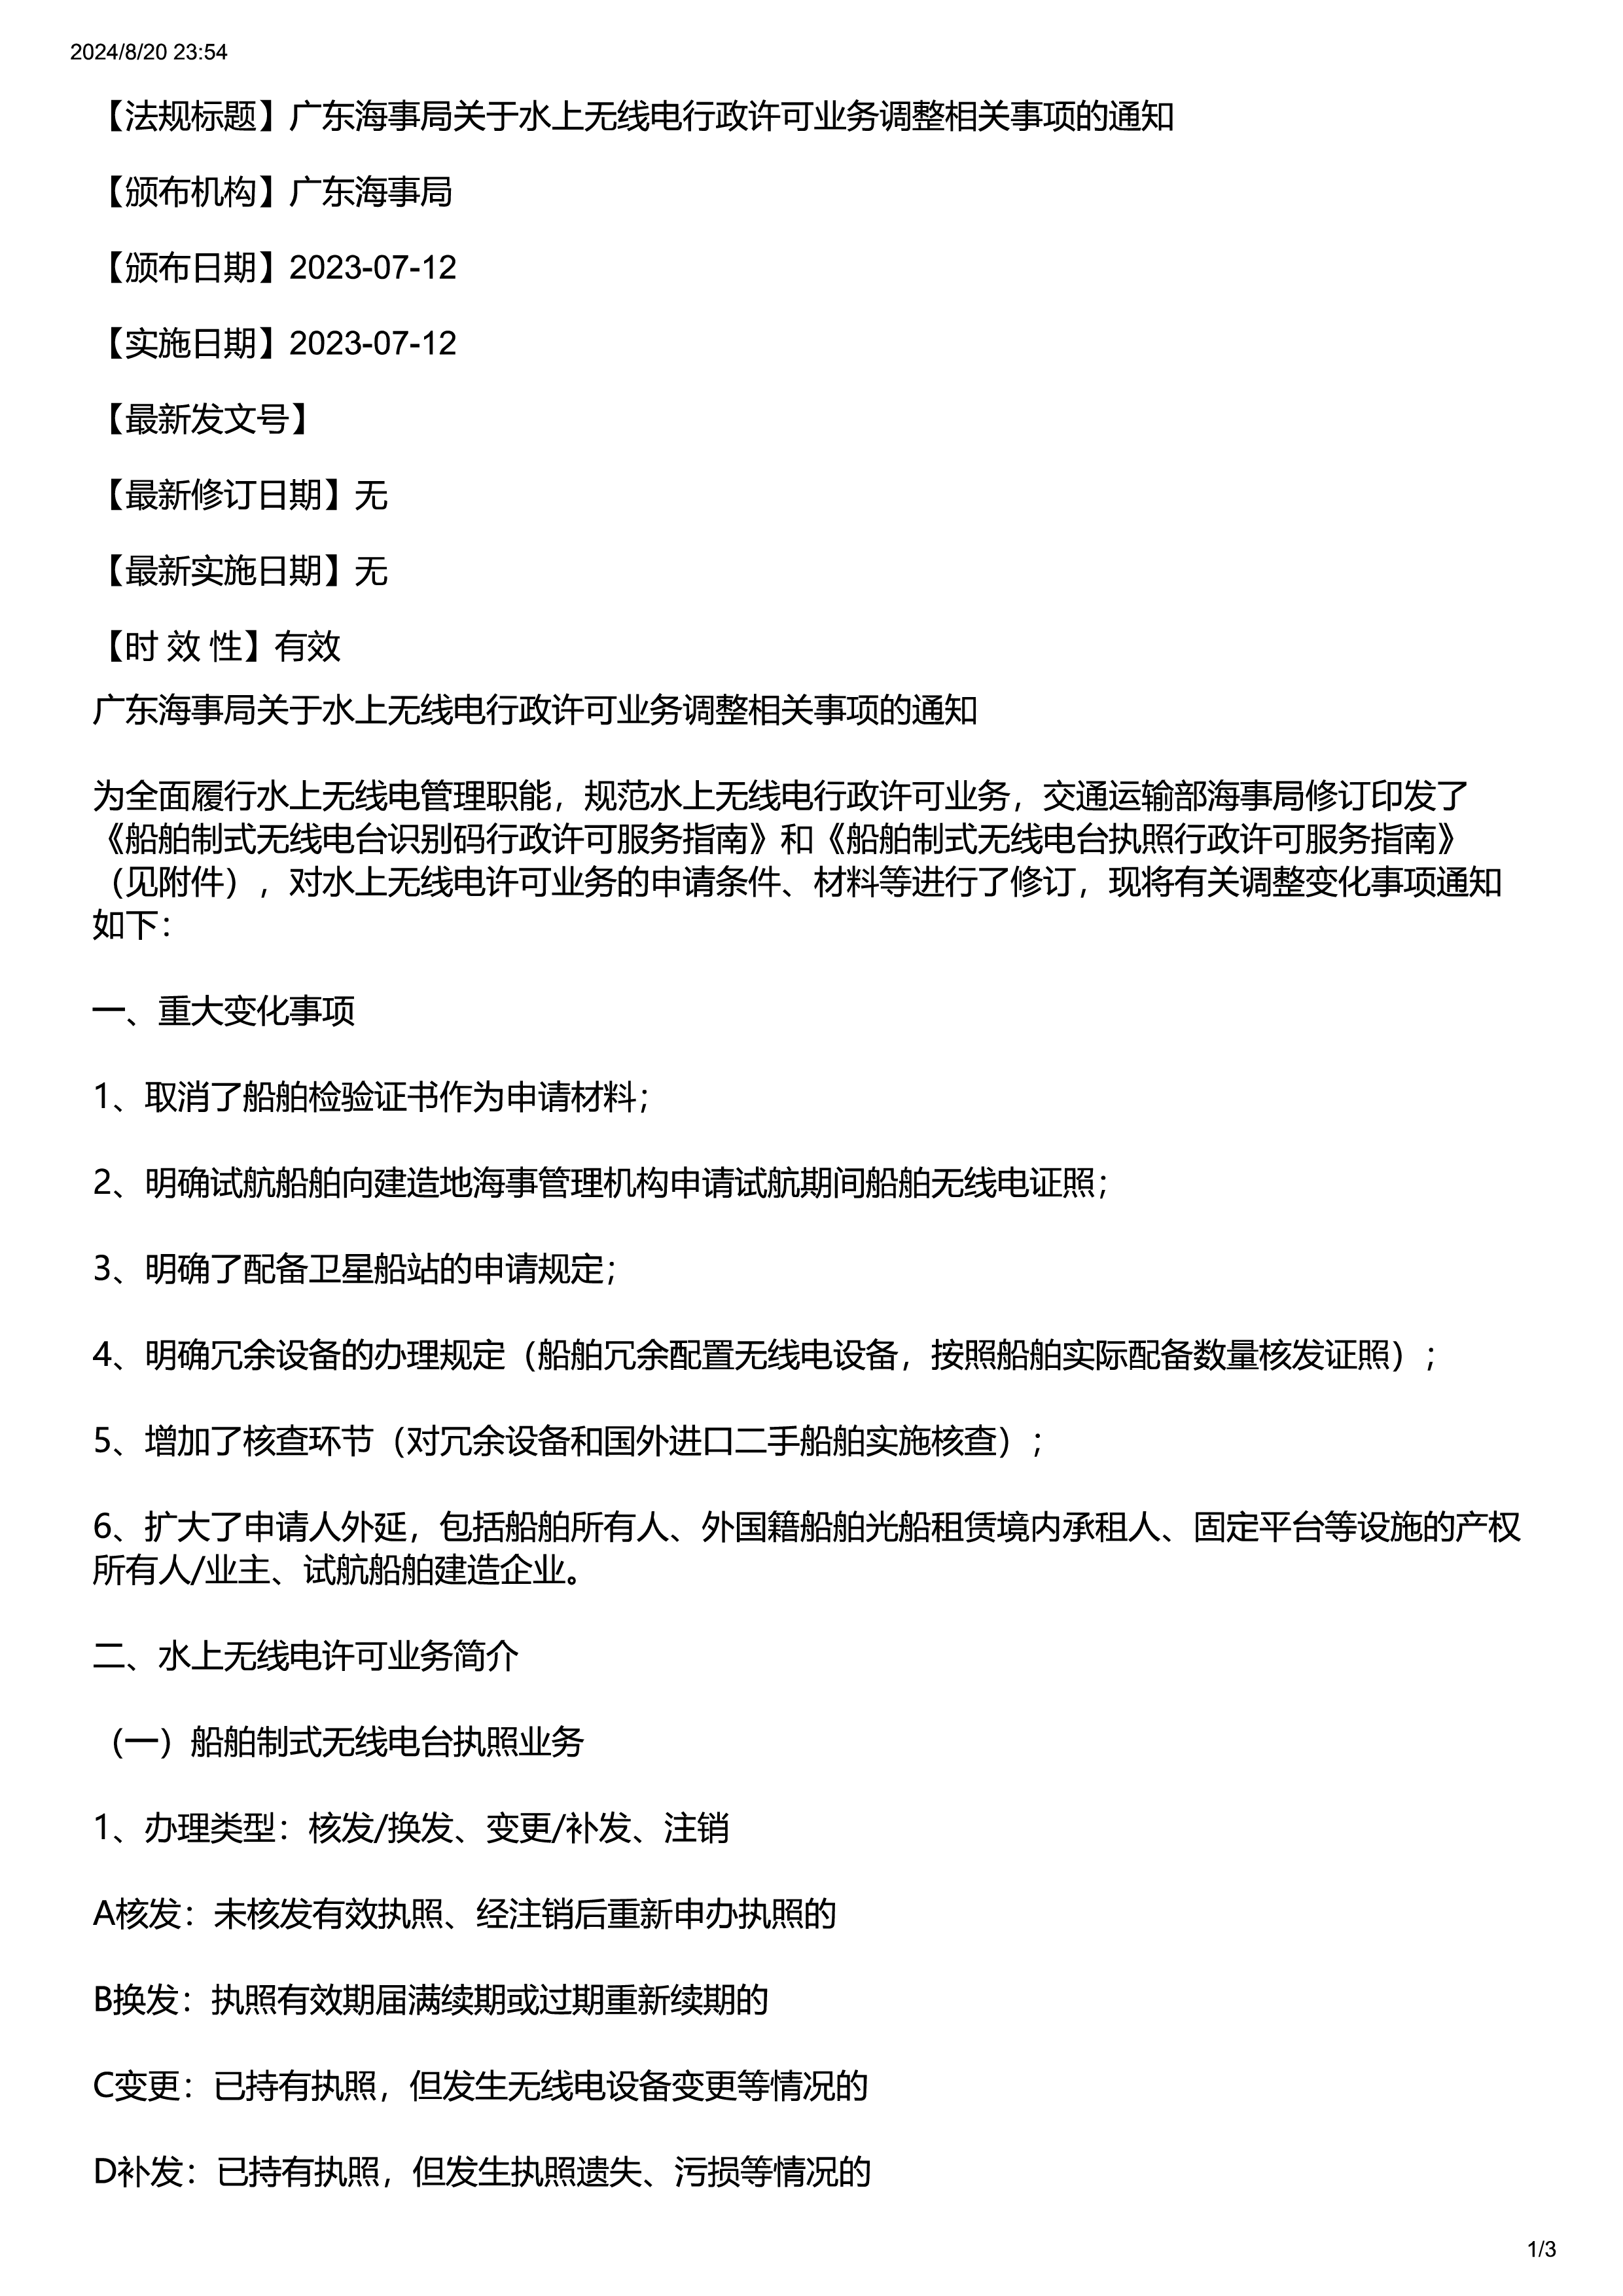 2024/8/20 23:54
【法规标题】广东海事局关于水上无线电行政许可业务调整相关事项的通知
【颁布机构】广东海事局
【颁布日期】2023-07-12
【实施日期】2023-07-12
【最新发文号】
【最新修订日期】无
【最新实施日期】无
【时 效 性】有效
广东海事局关于水上无线电行政许可业务调整相关事项的通知
为全面履行水上无线电管理职能，规范水上无线电行政许可业务，交通运输部海事局修订印发了
《船舶制式无线电台识别码行政许可服务指南》和《船舶制式无线电台执照行政许可服务指南》
（见附件），对水上无线电许可业务的申请条件、材料等进行了修订，现将有关调整变化事项通知
如下：
一、重大变化事项
1、取消了船舶检验证书作为申请材料；
2、明确试航船舶向建造地海事管理机构申请试航期间船舶无线电证照；
3、明确了配备卫星船站的申请规定；
4、明确冗余设备的办理规定（船舶冗余配置无线电设备，按照船舶实际配备数量核发证照）；
5、增加了核查环节（对冗余设备和国外进口二手船舶实施核查）；
6、扩大了申请人外延，包括船舶所有人、外国籍船舶光船租赁境内承租人、固定平台等设施的产权
所有人/业主、试航船舶建造企业。
二、水上无线电许可业务简介
（一）船舶制式无线电台执照业务
1、办理类型：核发/换发、变更/补发、注销
A核发：未核发有效执照、经注销后重新申办执照的
B换发：执照有效期届满续期或过期重新续期的
C变更：已持有执照，但发生无线电设备变更等情况的
D补发：已持有执照，但发生执照遗失、污损等情况的
1/3